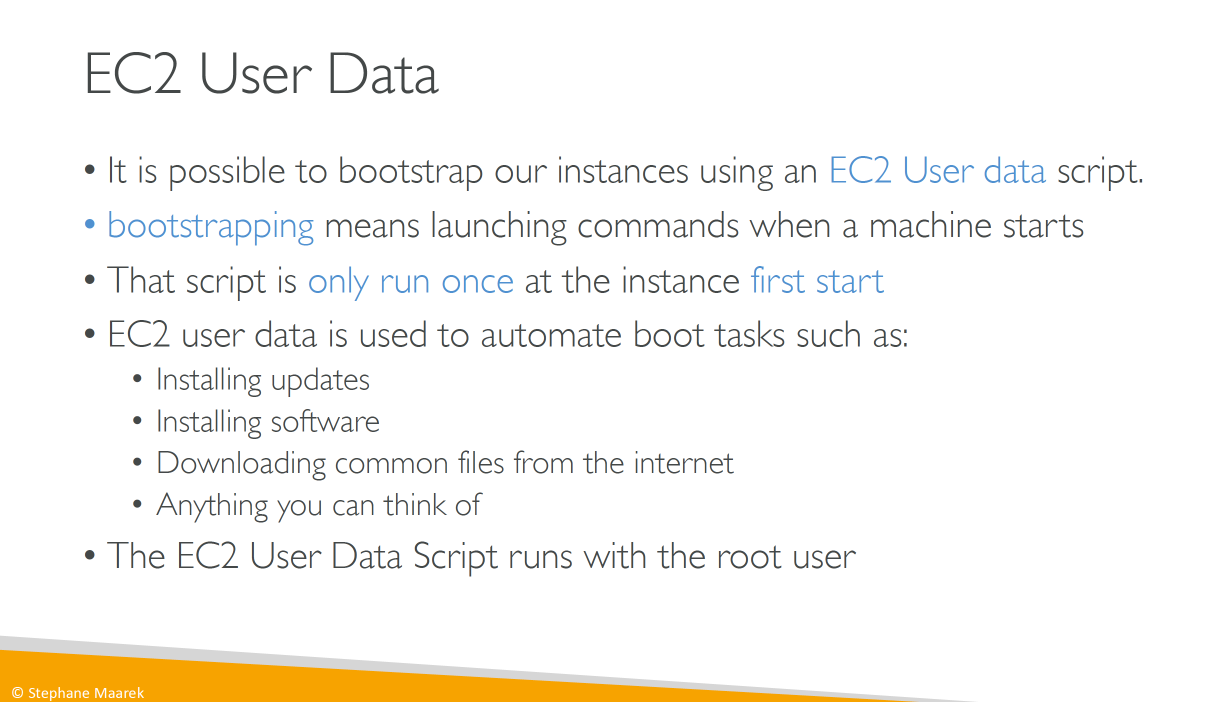 EC2 User Data
• It is possible to bootstrap our instances using an EC2 User data script.
• bootstrapping means launching commands when a machine starts
• That script is only run once at the instance first start
• EC2 user data is used to automate boot tasks such as:
• Installing updates
• Installing software
• Downloading common files from the internet
• Anything you can think of
• The EC2 User Data Script runs with the root user
© Stephane Maarek